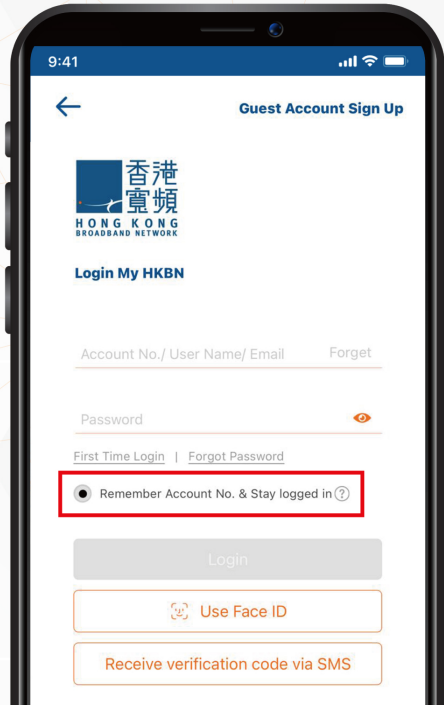 9:41
Guest Account Sign Up
香港
寬頻
HONG KONG
BROADBAND NETWORK
Login My HKBN
Account No./ User Name/ Email Forget
Password
First Time Login | Forgot Password
Remember Account No. & Stay logged in ?
Login
Use Face ID
Receive verification code via SMS